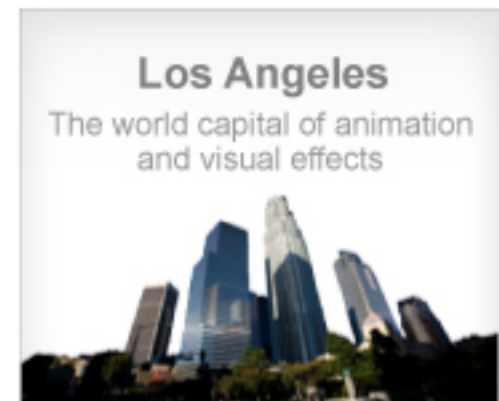 Los Angeles
The world capital of animation
and visual effects